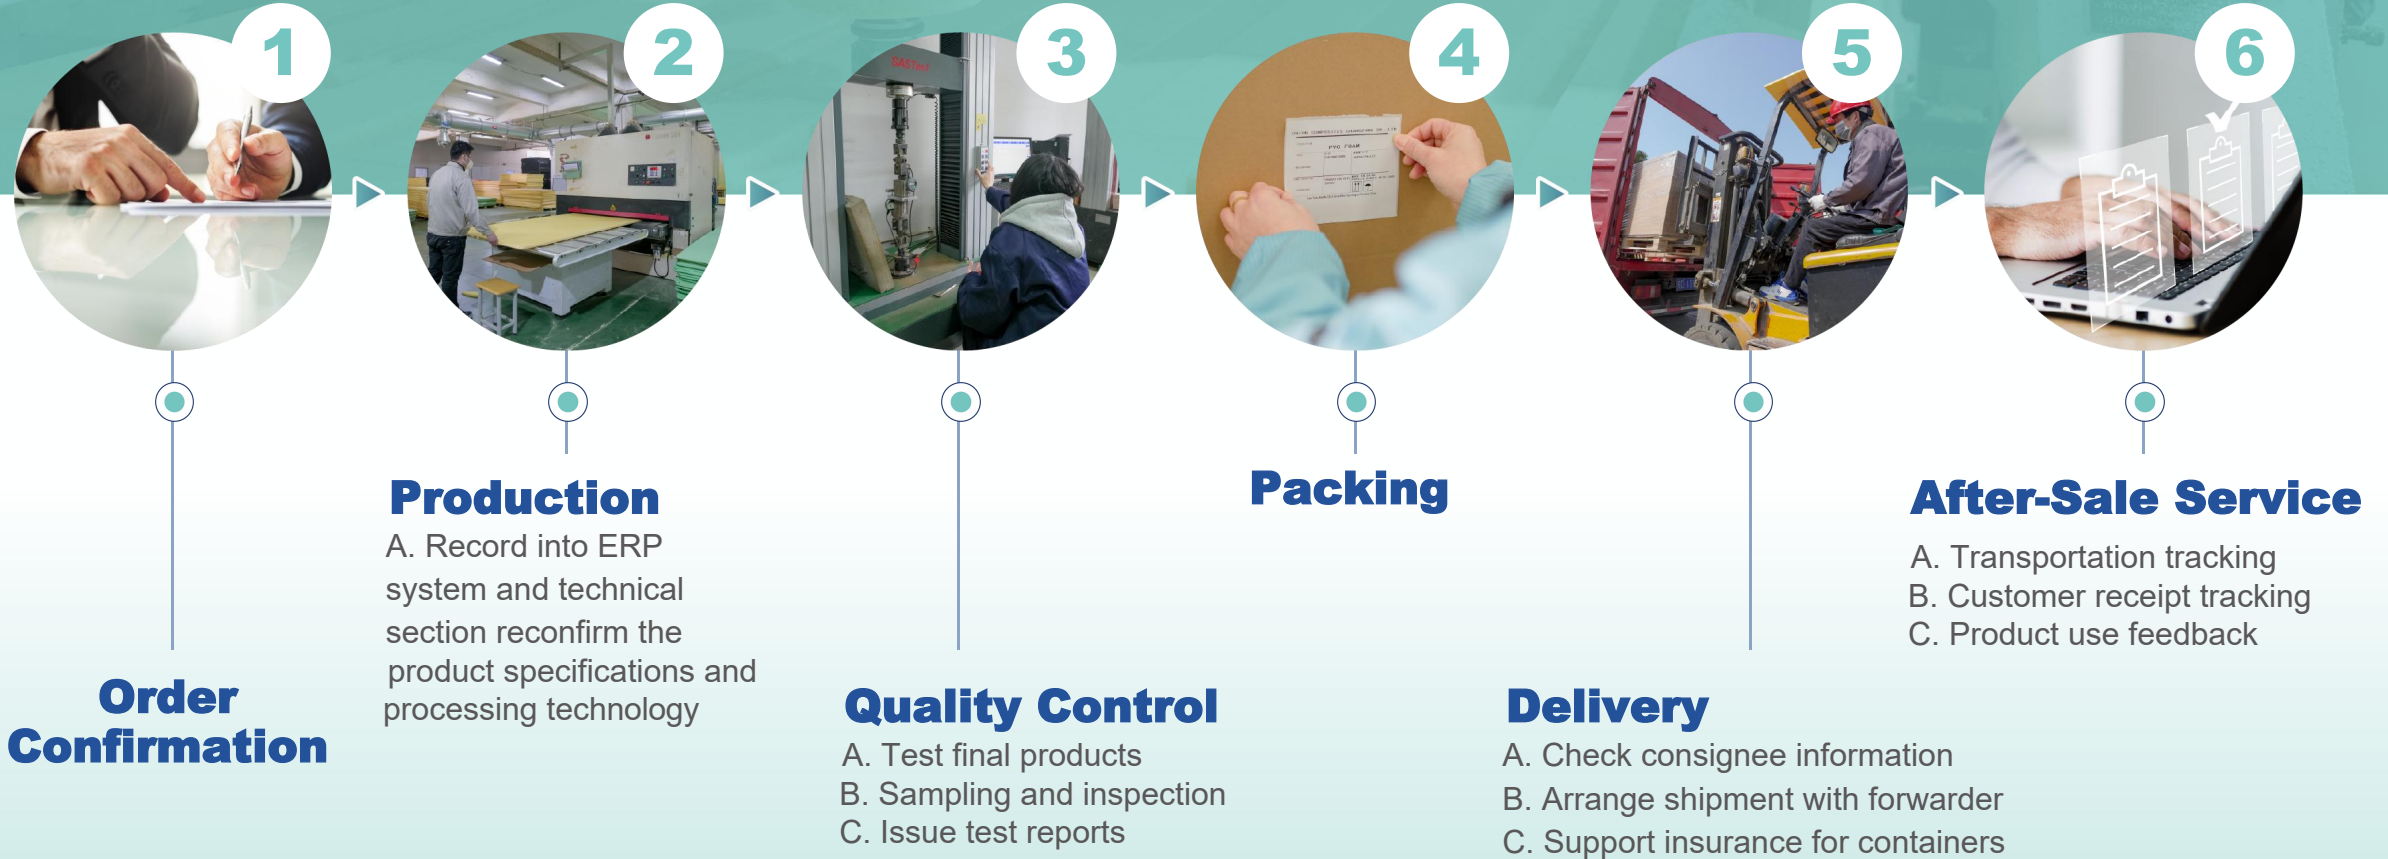 1
2
3
4
5
6
SASTest
PVC FOAM
Production
A. Record into ERP
system and technical
section reconfirm the
product specifications and
processing technology
Packing
After-Sale Service
A. Transportation tracking
B. Customer receipt tracking
C. Product use feedback
Order
Confirmation
Quality Control
A. Test final products
B. Sampling and inspection
C. Issue test reports
Delivery
A. Check consignee information
B. Arrange shipment with forwarder
C. Support insurance for containers